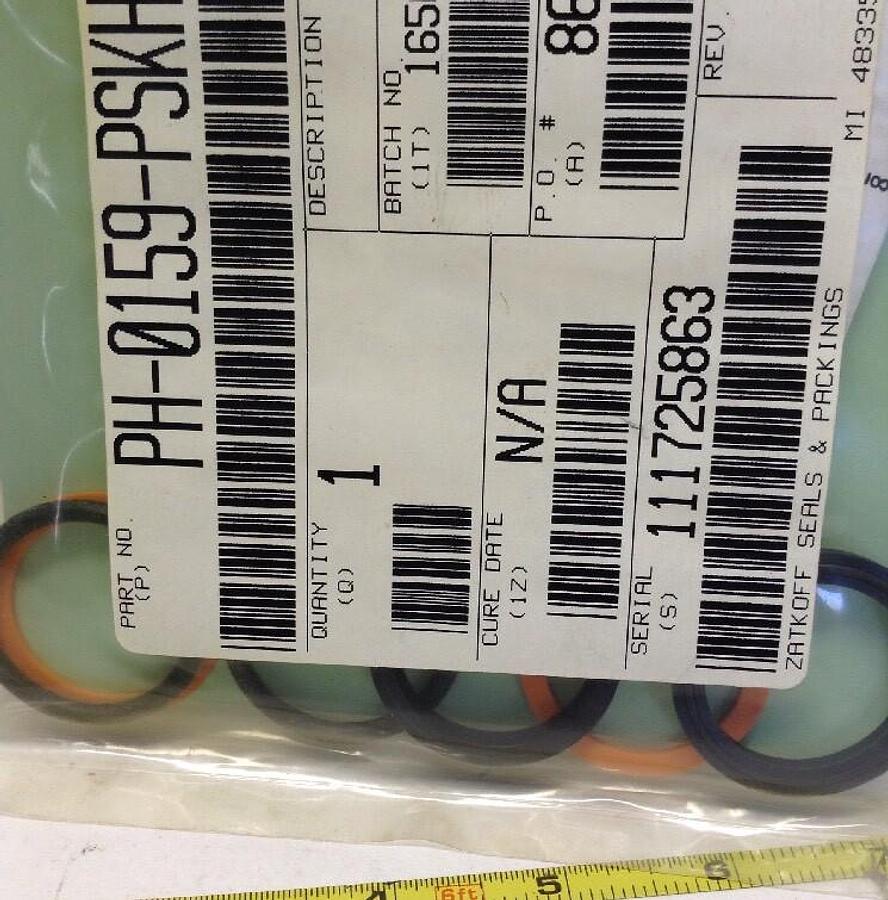 PART NO.
(P)
PH-0159-PSKH
DESCRIPTION
QUANTITY
(Q)
1
BATCH NO.
(1T)
165
CURE DATE
(1Z)
N/A
P.O. #
(A)
86
SERIAL
(S)
111725863
REV.
ZATKOFF SEALS & PACKINGS
MI 48335
4 6ft 5 6